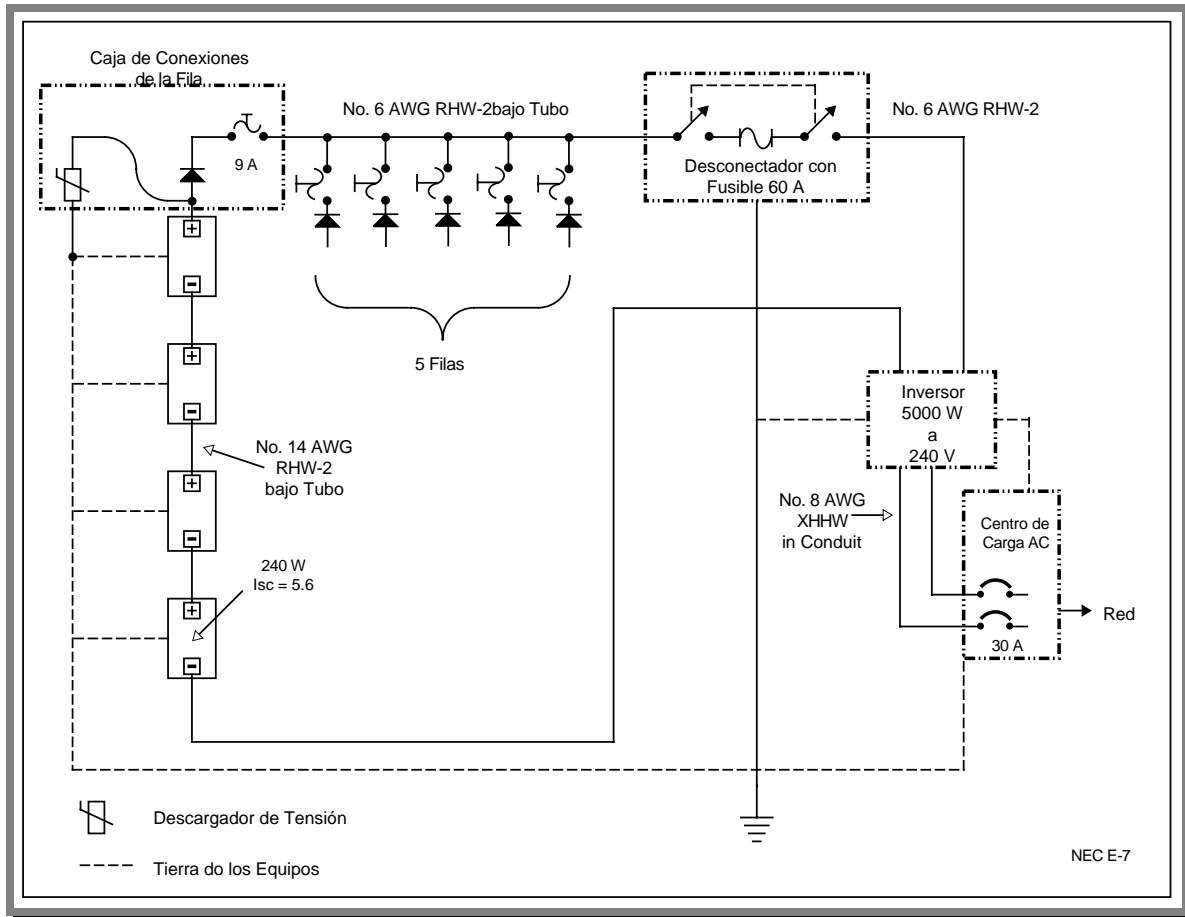 Caja de Conexiones
de la Fila
9 A
No. 6 AWG RHW-2bajo Tubo
Desconectador con
Fusible 60 A
No. 6 AWG RHW-2
5 Filas
No. 14 AWG
RHW-2
bajo Tubo
240 W
Isc = 5.6
Inversor
5000 W
a
240 V
No. 8 AWG
XHHW
in Conduit
Centro de
Carga AC
30 A
Red
Descargador de Tensión
Tierra do los Equipos
NEC E-7